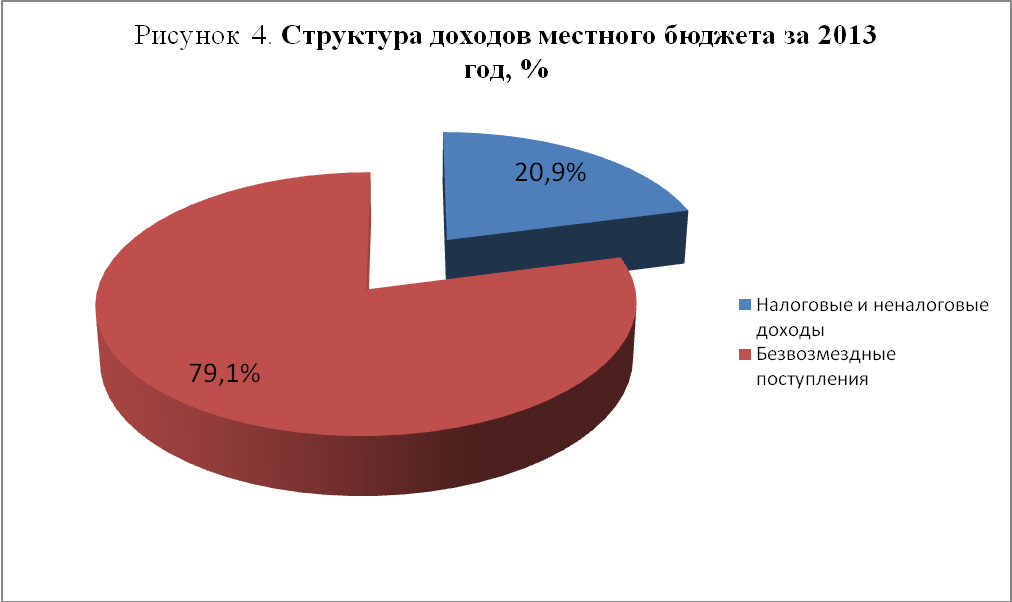 Рисунок 4. Структура доходов местного бюджета за 2013
год, %
20,9%
79,1%
Налоговые и неналоговые
доходы
Безвозмездные
поступления